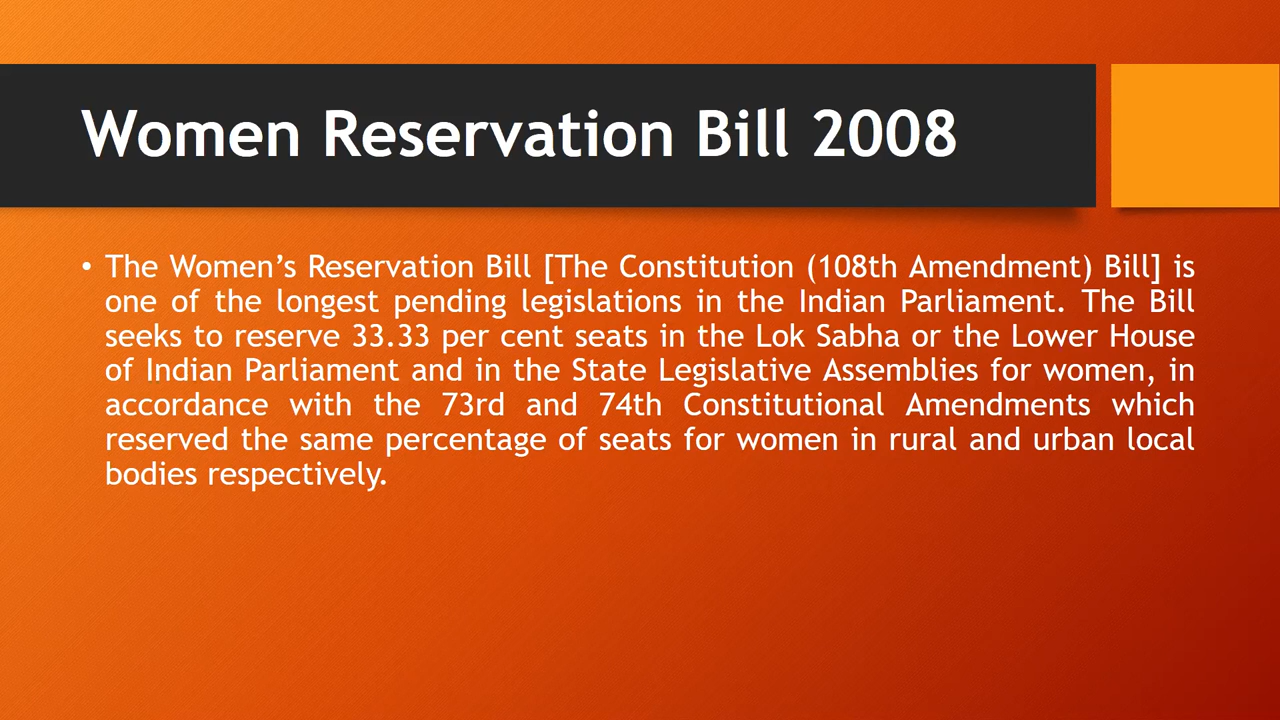 Women Reservation Bill 2008
• The Women’s Reservation Bill [The Constitution (108th Amendment) Bill] is
one of the longest pending legislations in the Indian Parliament. The Bill
seeks to reserve 33.33 per cent seats in the Lok Sabha or the Lower House
of Indian Parliament and in the State Legislative Assemblies for women, in
accordance with the 73rd and 74th Constitutional Amendments which
reserved the same percentage of seats for women in rural and urban local
bodies respectively.